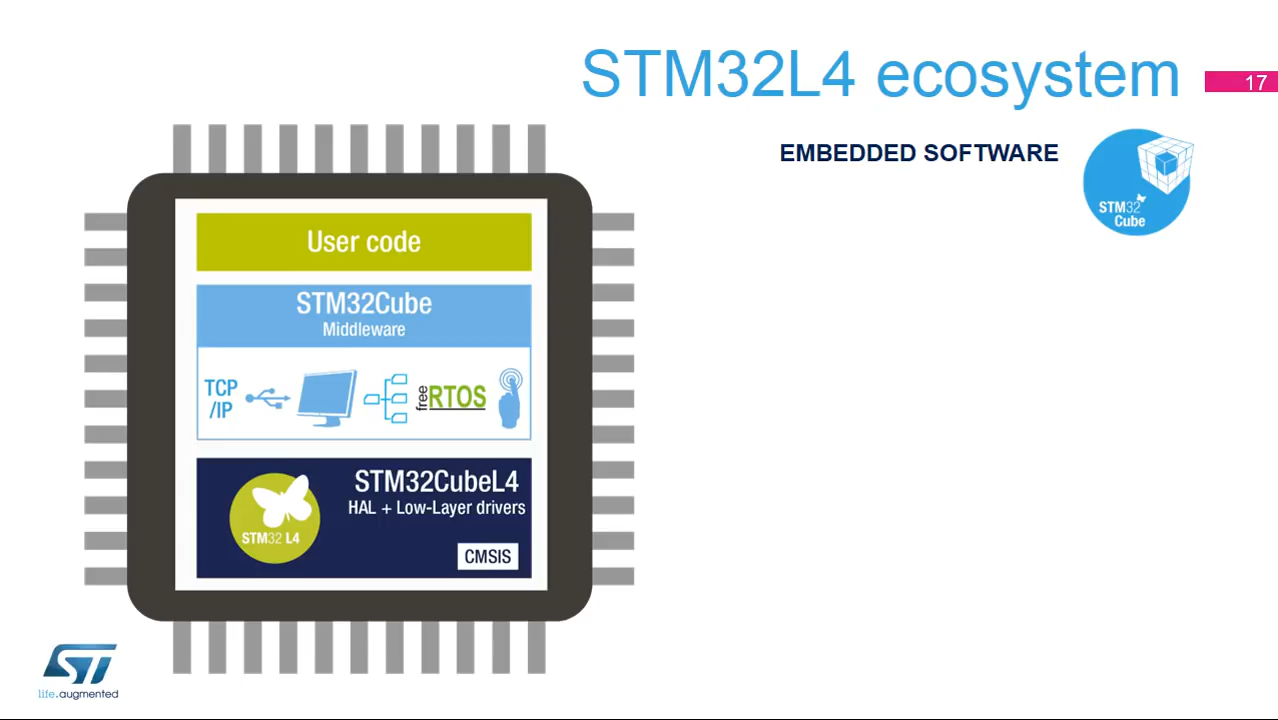 STM32L4 ecosystem
17
EMBEDDED SOFTWARE
STM32
Cube
User code
STM32Cube
Middleware
TCP
/IP
free RTOS
STM32CubeL4
HAL + Low-Layer drivers
STM32 L4
CMSIS
ST
life.augmented